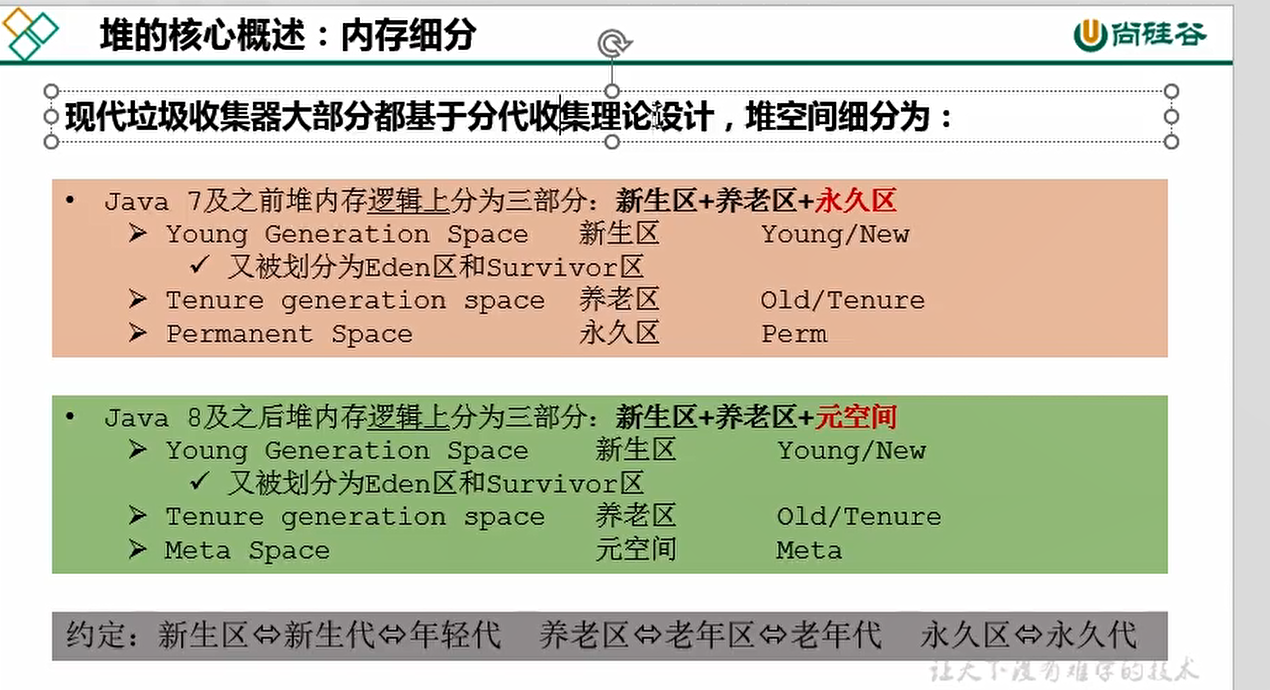 堆的核心概述：内存细分
尚硅谷
现代垃圾收集器大部分都基于分代收集理论设计，堆空间细分为：
• Java 7及之前堆内存逻辑上分为三部分：新生区+养老区+永久区
➢ Young Generation Space 新生区 Young/New
✓ 又被划分为Eden区和Survivor区
➢ Tenure generation space 养老区 Old/Tenure
➢ Permanent Space 永久区 Perm
• Java 8及之后堆内存逻辑上分为三部分：新生区+养老区+元空间
➢ Young Generation Space 新生区 Young/New
✓ 又被划分为Eden区和Survivor区
➢ Tenure generation space 养老区 Old/Tenure
➢ Meta Space 元空间 Meta
约定：新生区⇔新生代⇔年轻代 养老区⇔老年区⇔老年代 永久区⇔永久代
让天下没有难学的技术